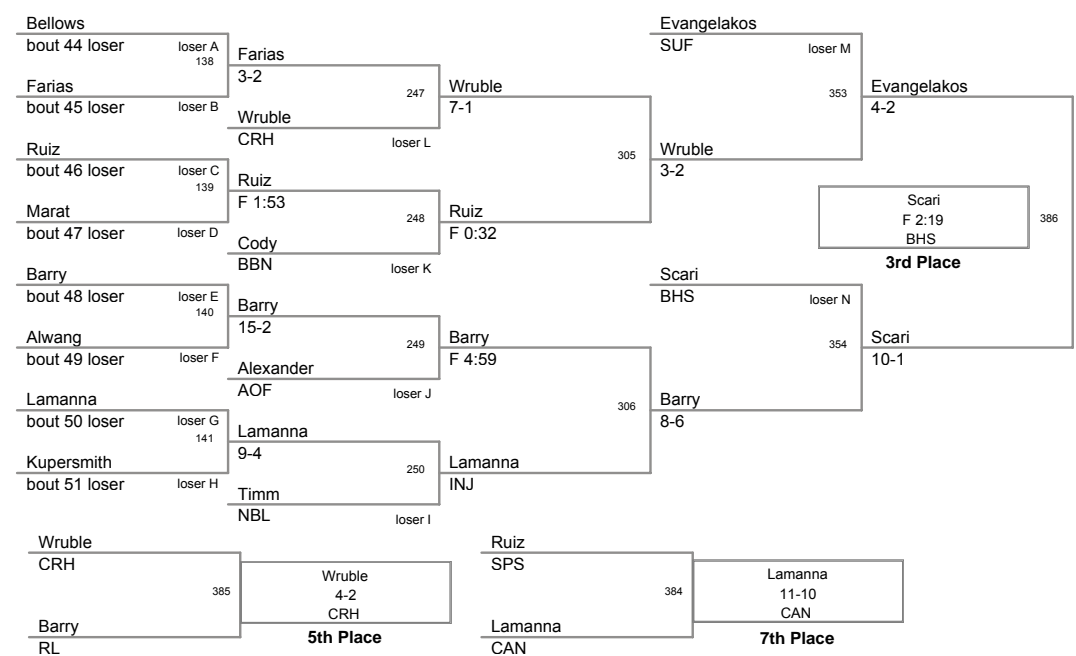 Bellows
bout 44 loser
loser A
138
Farias
bout 45 loser
loser B
Ruiz
bout 46 loser
loser C
139
Marat
bout 47 loser
loser D
Barry
bout 48 loser
loser E
140
Alwang
bout 49 loser
loser F
Lamanna
bout 50 loser
loser G
141
Kupersmith
bout 51 loser
loser H
Farias
3-2
247
Wruble
CRH
loser L
Ruiz
F 1:53
248
Cody
BBN
loser K
Barry
15-2
249
Alexander
AOF
loser J
Lamanna
9-4
250
Timm
NBL
loser I
Wruble
7-1
305
Ruiz
F 0:32
Barry
F 4:59
306
Lamanna
INJ
Evangelakos
SUF
loser M
353
Wruble
3-2
Scari
BHS
loser N
354
Barry
8-6
Evangelakos
4-2
Scari
F 2:19
BHS
386
3rd Place
Scari
10-1
Wruble
CRH
385
Barry
RL
Wruble
4-2
CRH
5th Place
Ruiz
SPS
384
Lamanna
CAN
Lamanna
11-10
CAN
7th Place